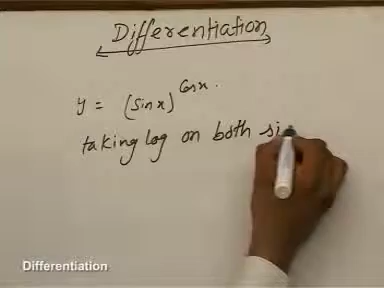 Differentiation
y = (Sin x)^Cos x.
taking log on both si
Differentiation